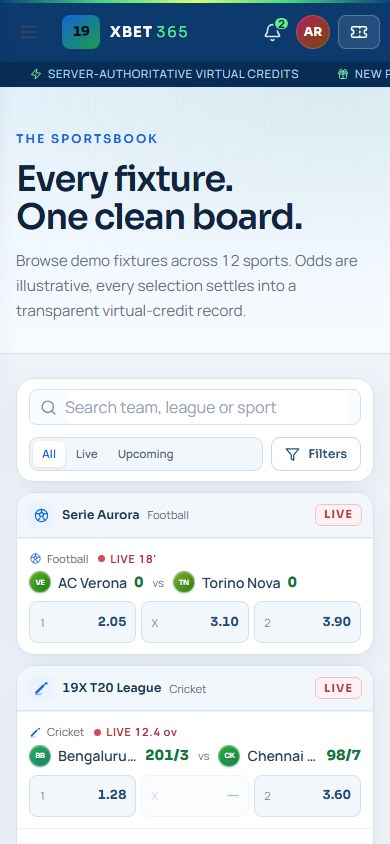 19 XBET 365 2 AR
SERVER-AUTHORITATIVE VIRTUAL CREDITS NEW
THE SPORTSBOOK
Every fixture.
One clean board.
Browse demo fixtures across 12 sports. Odds are
illustrative, every selection settles into a
transparent virtual-credit record.
Search team, league or sport
All Live Upcoming Filters
Serie Aurora Football LIVE
Football LIVE 18'
VE AC Verona 0 vs TN Torino Nova 0
1 2.05 X 3.10 2 3.90
19X T20 League Cricket LIVE
Cricket LIVE 12.4 ov
BB Bengaluru... 201/3 vs CK Chennai ... 98/7
1 1.28 X — 2 3.60